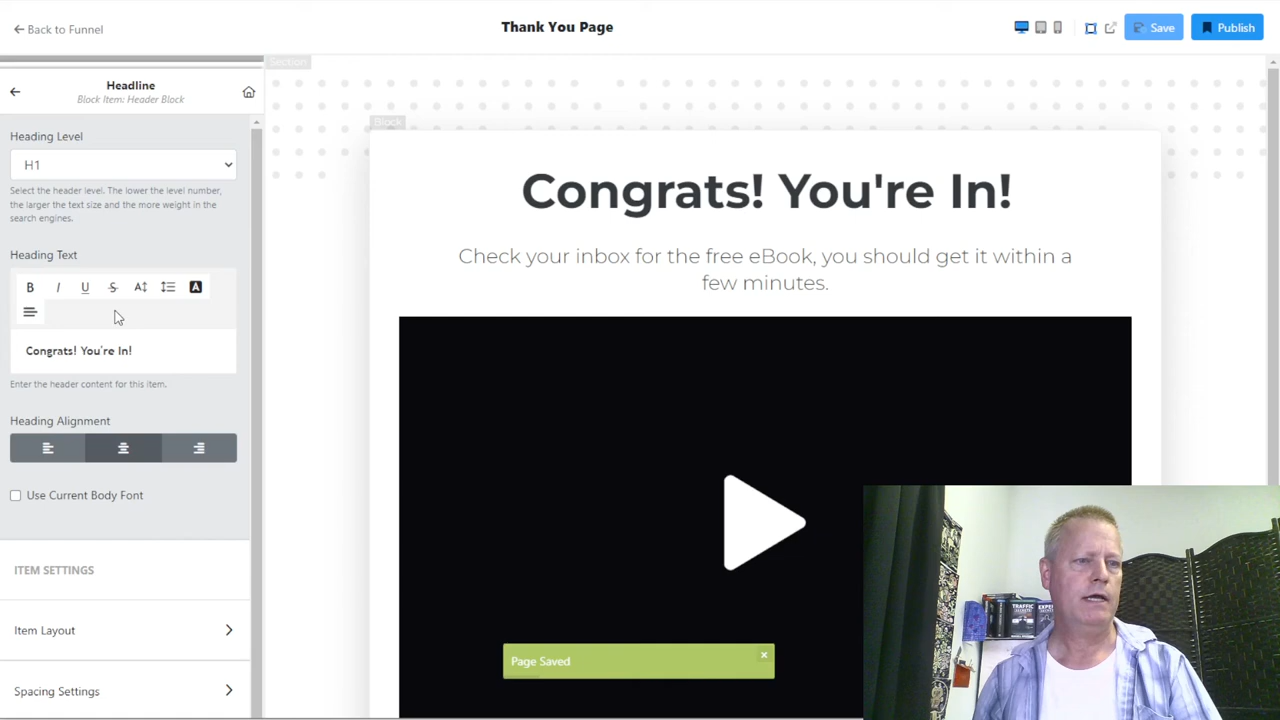 Back to Funnel
Thank You Page
Save
Publish
Headline
Block Item: Header Block
Section
Block
Heading Level
H1
Select the header level. The lower the level number,
the larger the text size and the more weight in the
search engines.
Heading Text
B I U S A
Congrats! You're In!
Enter the header content for this item.
Heading Alignment
Use Current Body Font
ITEM SETTINGS
Item Layout
Spacing Settings
Congrats! You're In!
Check your inbox for the free eBook, you should get it within a
few minutes.
Page Saved
×
TRAFFIC